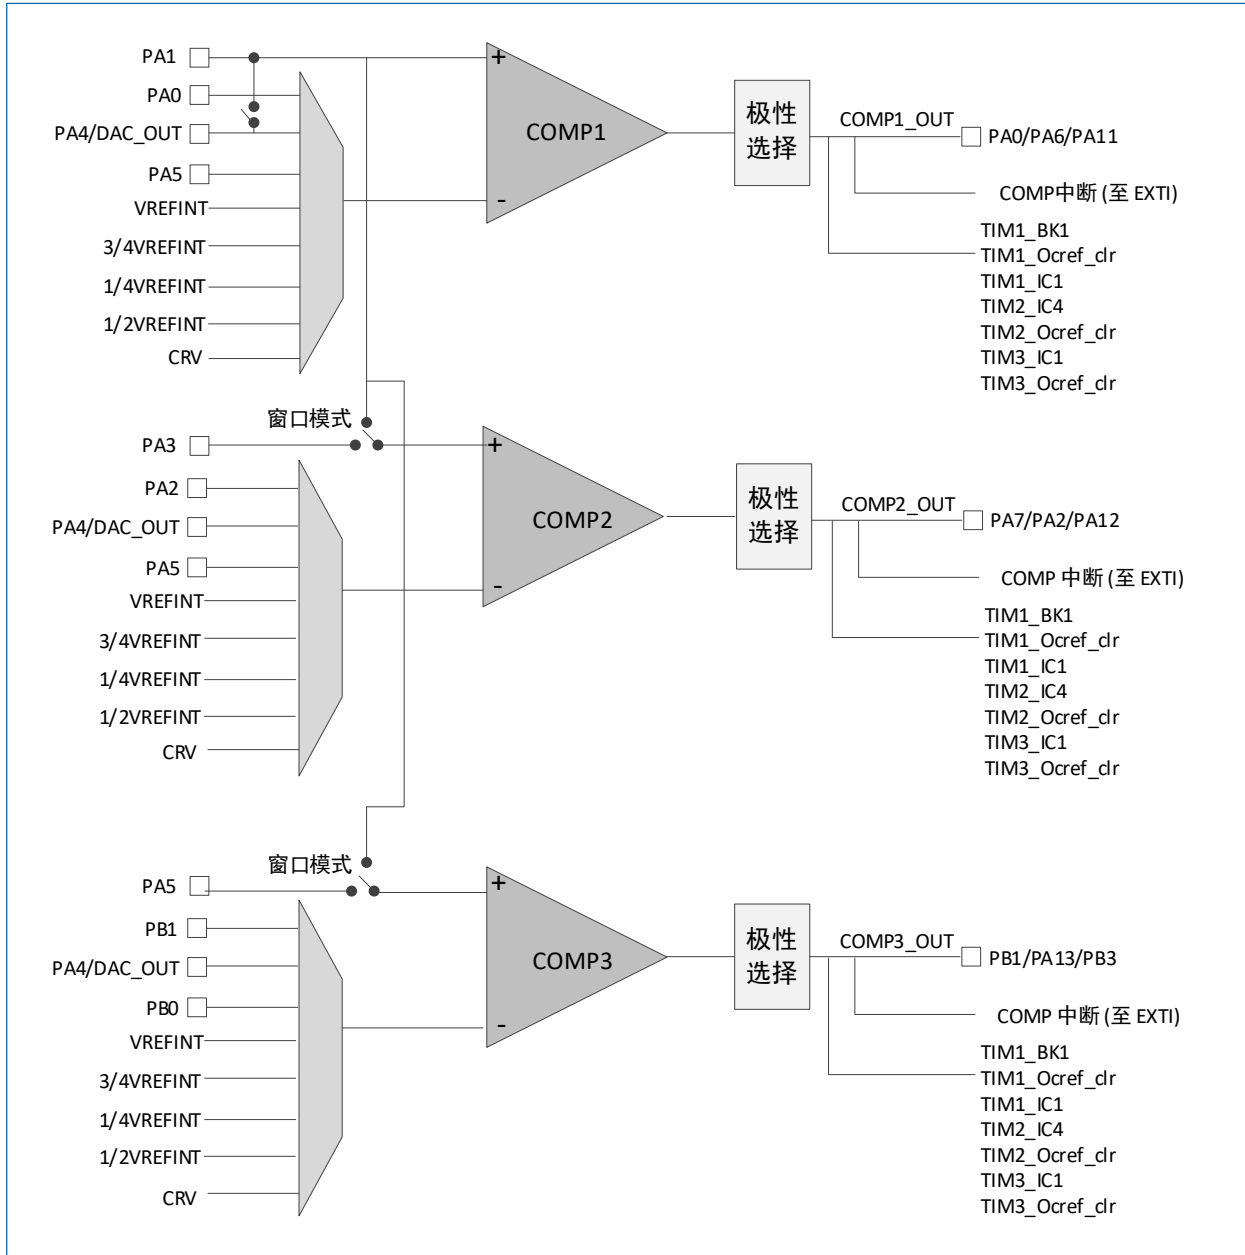 PA1
+
PA0
PA4/DAC_OUT
PA5
VREFINT
3/4VREFINT
1/4VREFINT
1/2VREFINT
CRV
-
COMP1
极性
选择
COMP1_OUT
PA0/PA6/PA11
COMP中断 (至 EXTI)
TIM1_BK1
TIM1_Ocref_clr
TIM1_IC1
TIM2_IC4
TIM2_Ocref_clr
TIM3_IC1
TIM3_Ocref_clr
窗口模式
PA3
+
PA2
PA4/DAC_OUT
PA5
VREFINT
3/4VREFINT
1/4VREFINT
1/2VREFINT
CRV
-
COMP2
极性
选择
COMP2_OUT
PA7/PA2/PA12
COMP 中断 (至 EXTI)
TIM1_BK1
TIM1_Ocref_clr
TIM1_IC1
TIM2_IC4
TIM2_Ocref_clr
TIM3_IC1
TIM3_Ocref_clr
窗口模式
PA5
+
PB1
PA4/DAC_OUT
PB0
VREFINT
3/4VREFINT
1/4VREFINT
1/2VREFINT
CRV
-
COMP3
极性
选择
COMP3_OUT
PB1/PA13/PB3
COMP 中断 (至 EXTI)
TIM1_BK1
TIM1_Ocref_clr
TIM1_IC1
TIM2_IC4
TIM2_Ocref_clr
TIM3_IC1
TIM3_Ocref_clr